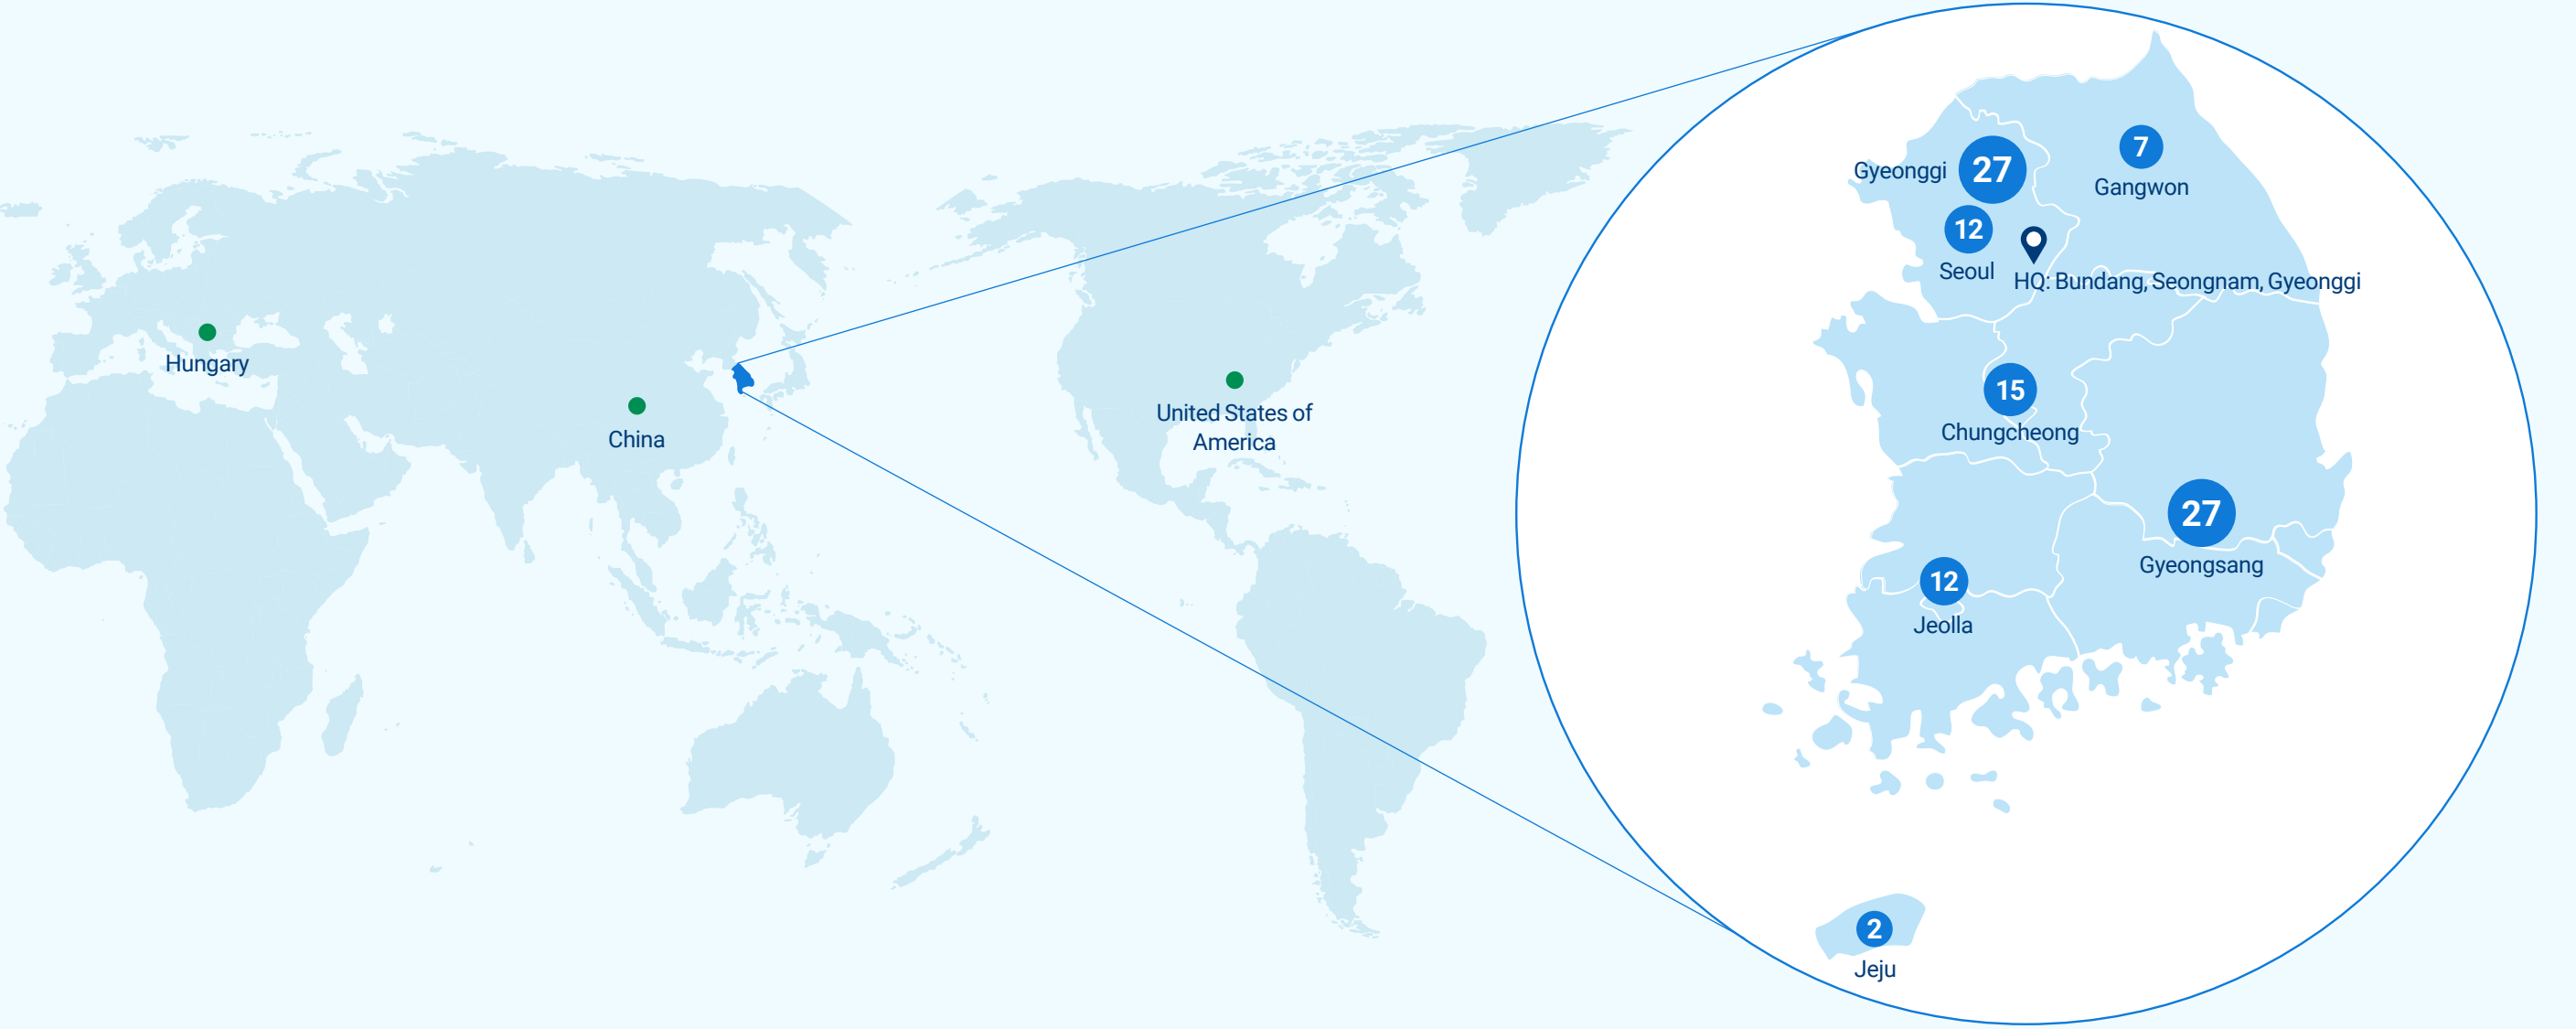 Hungary
China
United States of
America
Gyeonggi
27
7
Gangwon
12
Seoul
HQ: Bundang, Seongnam, Gyeonggi
15
Chungcheong
27
Gyeongsang
12
Jeolla
2
Jeju